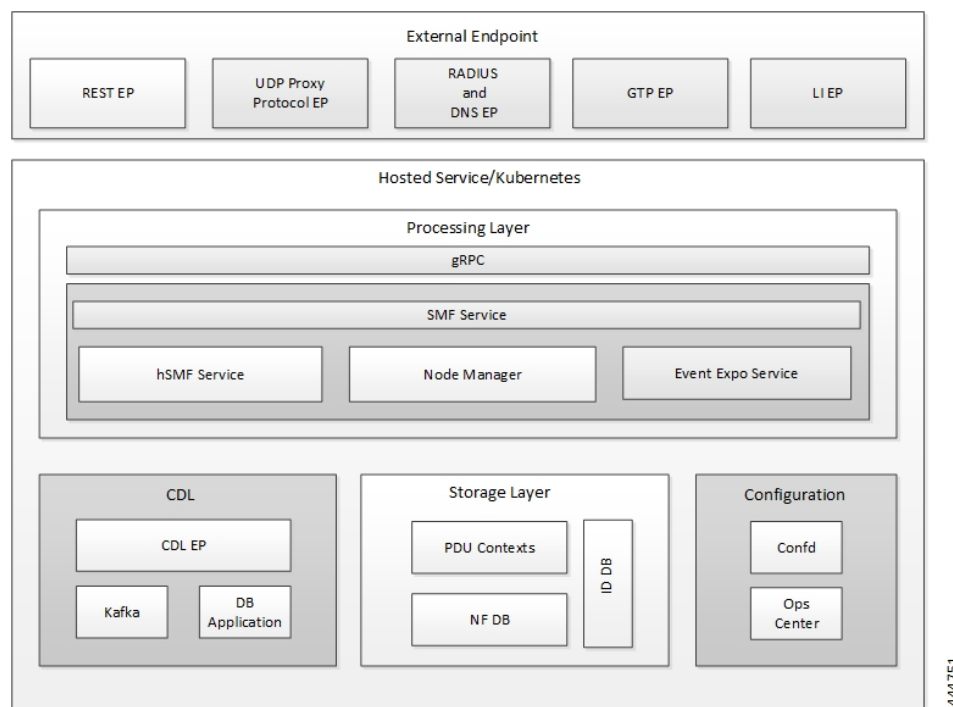 External Endpoint
REST EP
UDP Proxy
Protocol EP
RADIUS
and
DNS EP
GTP EP
LI EP
Hosted Service/Kubernetes
Processing Layer
gRPC
SMF Service
hSMF Service
Node Manager
Event Expo Service
CDL
CDL EP
Kafka
DB
Application
Storage Layer
PDU Contexts
NF DB
ID DB
Configuration
Confd
Ops
Center
444751